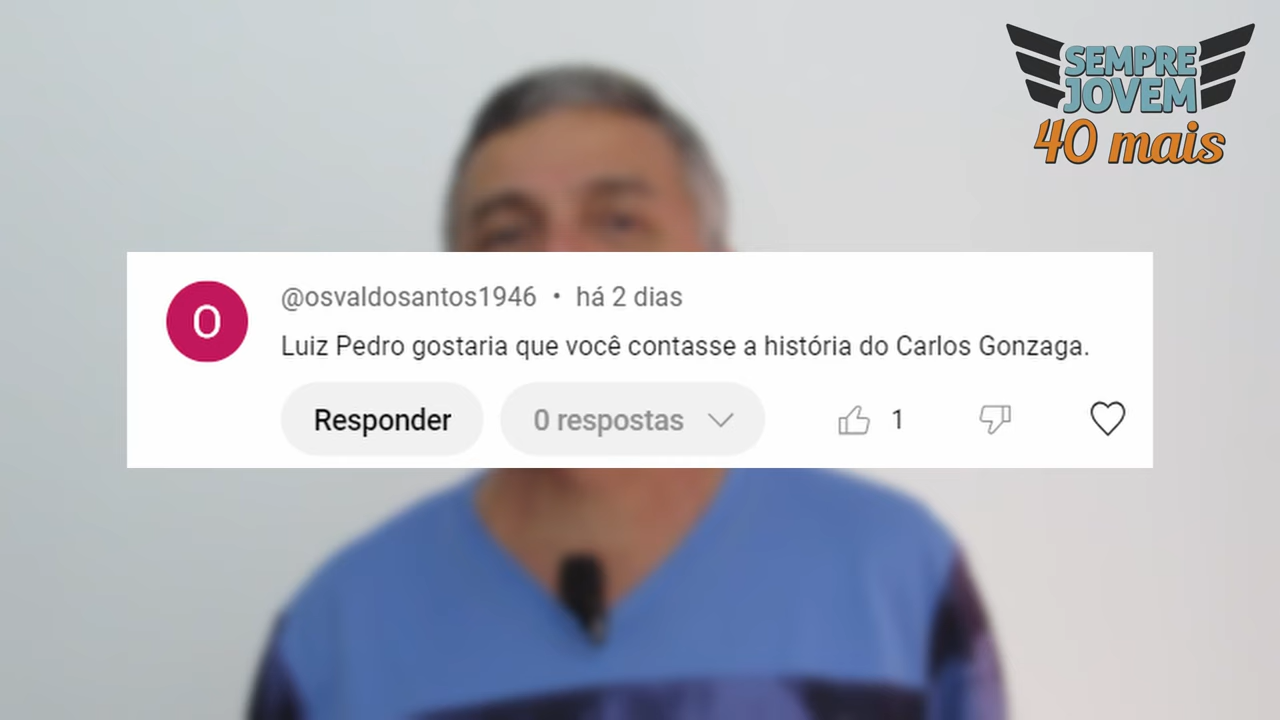 SEMPRE
JOVEM
40 mais
O
@osvaldosantos1946 • há 2 dias
Luiz Pedro gostaria que você contasse a história do Carlos Gonzaga.
Responder
0 respostas
1